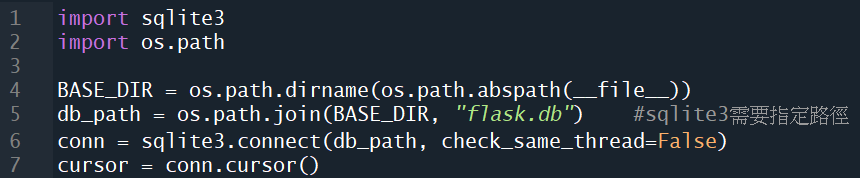 1 import sqlite3
2 import os.path
3
4 BASE_DIR = os.path.dirname(os.path.abspath(__file__))
5 db_path = os.path.join(BASE_DIR, "flask.db") #sqlite3需要指定路徑
6 conn = sqlite3.connect(db_path, check_same_thread=False)
7 cursor = conn.cursor()